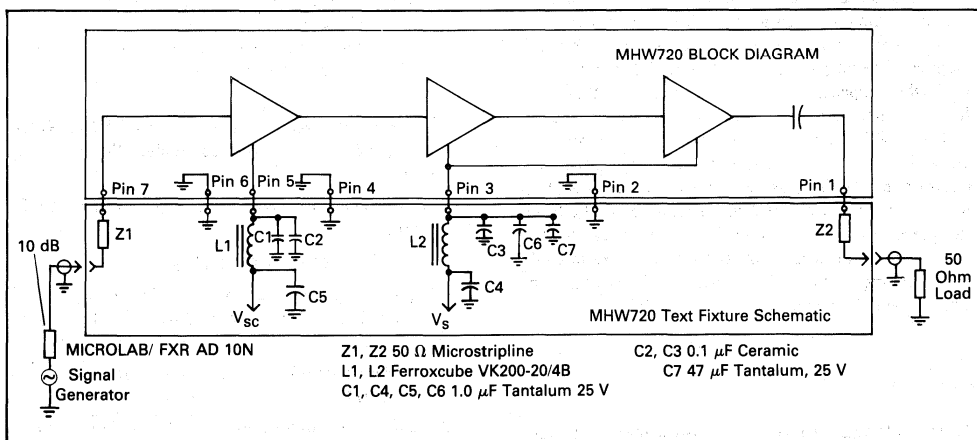 MHW720 BLOCK DIAGRAM
Pin 7
Pin 6
Pin 5
Pin 4
Pin 3
Pin 2
Pin 1
10 dB
Z1
L1
C1
C2
C5
VSC
L2
C3
C6
C7
C4
VS
Z2
50
Ohm
Load
MHW720 Text Fixture Schematic
MICROLAB/ FXR AD 10N
Signal
Generator
Z1, Z2 50 Ω Microstripline
L1, L2 Ferroxcube VK200-20/4B
C1, C4, C5, C6 1.0 μF Tantalum 25 V
C2, C3 0.1 μF Ceramic
C7 47 μF Tantalum, 25 V